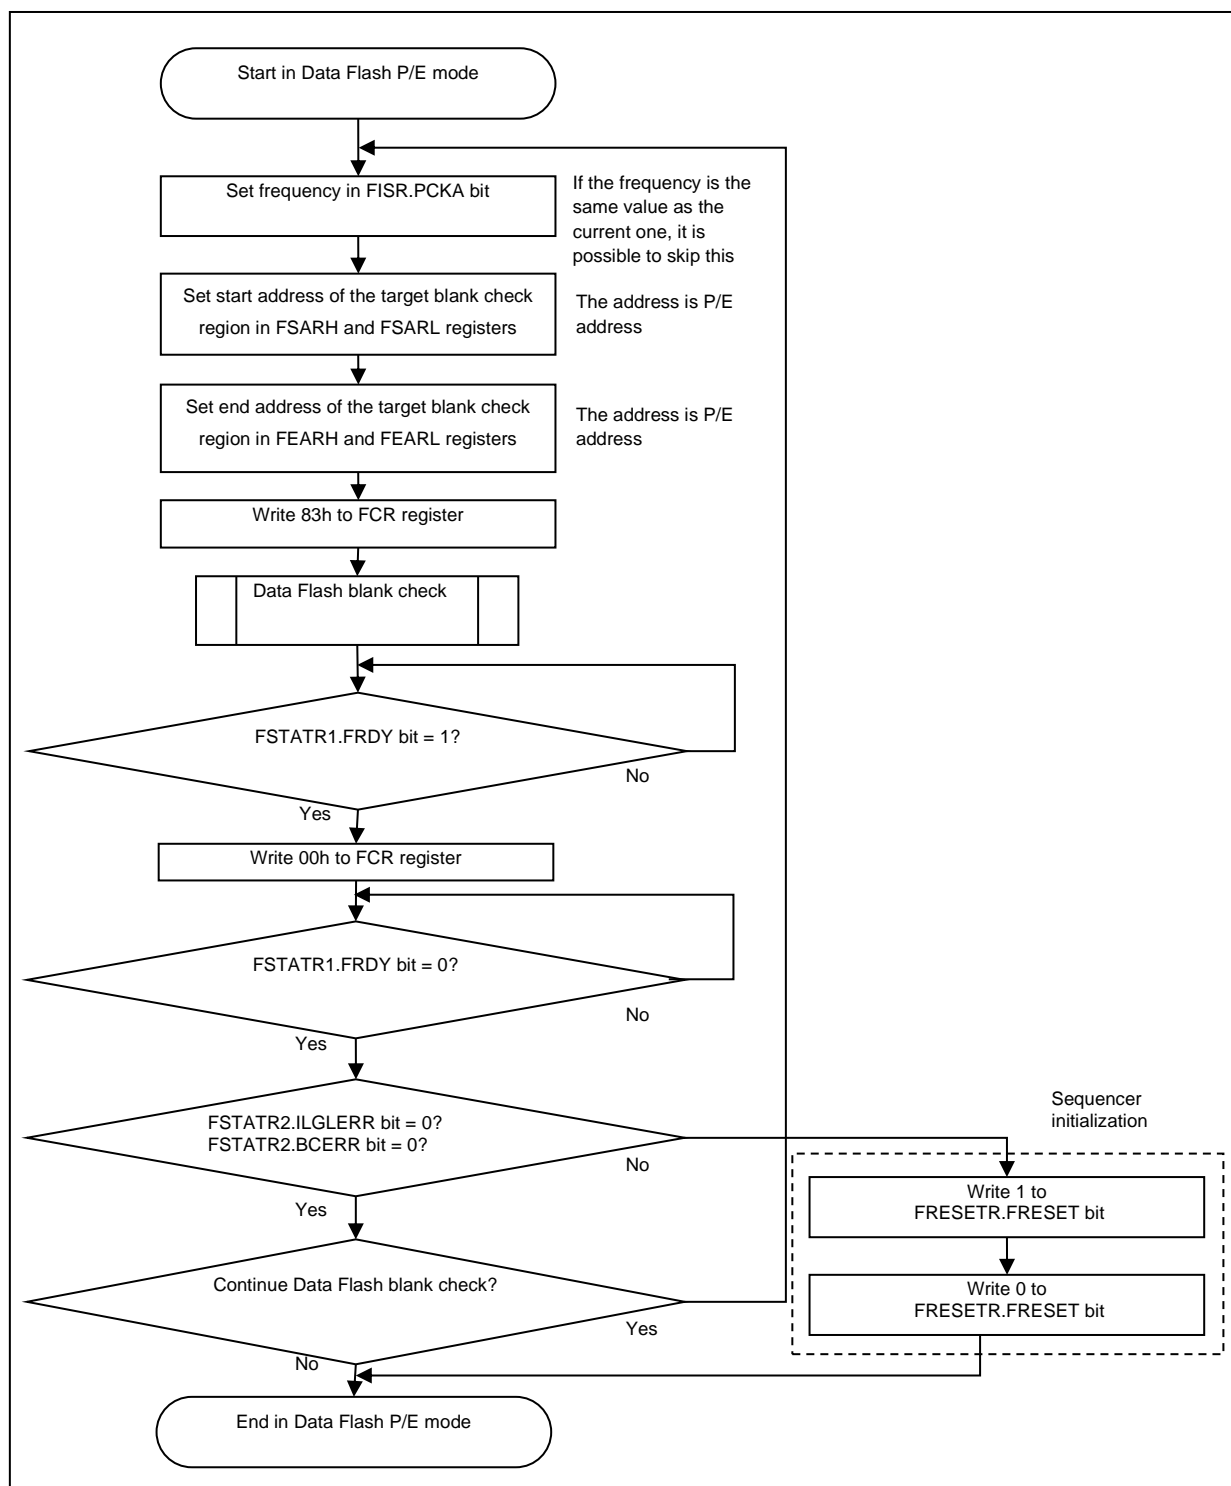 Start in Data Flash P/E mode
Set frequency in FISR.PCKA bit
If the frequency is the
same value as the
current one, it is
possible to skip this
Set start address of the target blank check
region in FSARH and FSARL registers
The address is P/E
address
Set end address of the target blank check
region in FEARH and FEARL registers
The address is P/E
address
Write 83h to FCR register
Data Flash blank check
FSTATR1.FRDY bit = 1?
No
Yes
Write 00h to FCR register
FSTATR1.FRDY bit = 0?
No
Yes
FSTATR2.ILGLERR bit = 0?
FSTATR2.BCERR bit = 0?
No
Yes
Sequencer
initialization
Write 1 to
FRESETR.FRESET bit
Write 0 to
FRESETR.FRESET bit
Continue Data Flash blank check?
Yes
No
End in Data Flash P/E mode